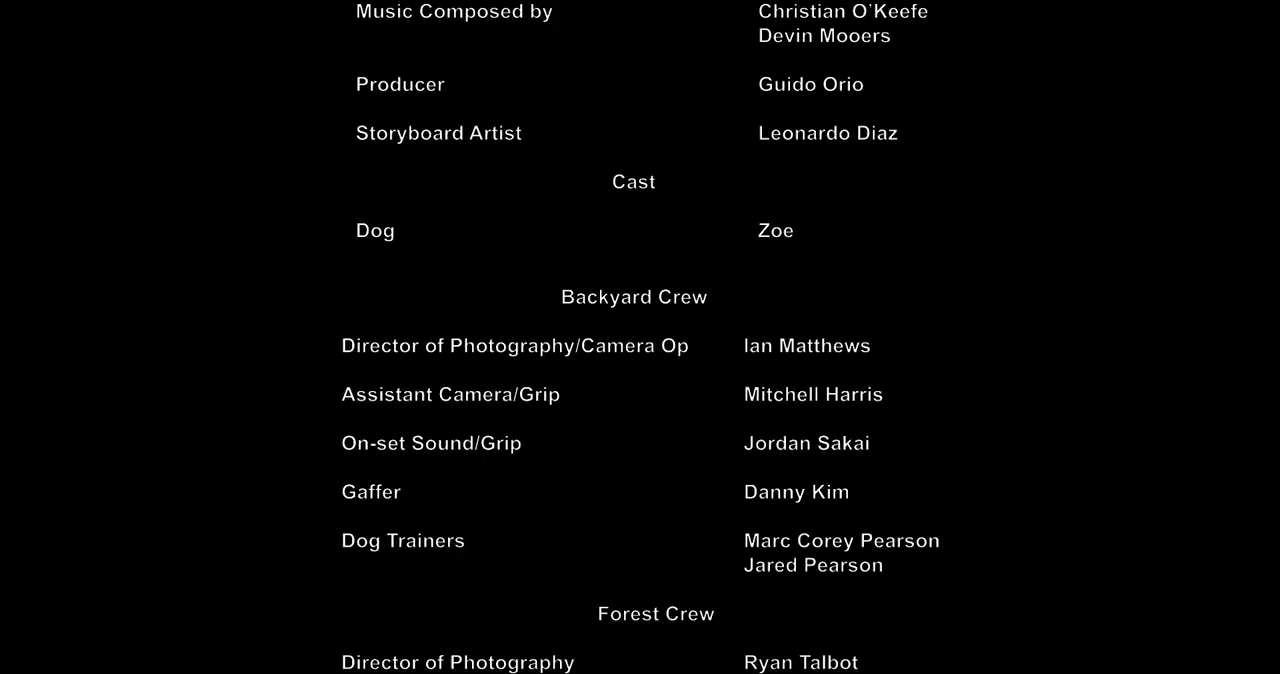 Music Composed by Christian O'Keefe
Devin Mooers
Producer Guido Orio
Storyboard Artist Leonardo Diaz
Cast
Dog Zoe
Backyard Crew
Director of Photography/Camera Op Ian Matthews
Assistant Camera/Grip Mitchell Harris
On-set Sound/Grip Jordan Sakai
Gaffer Danny Kim
Dog Trainers Marc Corey Pearson
Jared Pearson
Forest Crew
Director of Photography Ryan Talbot